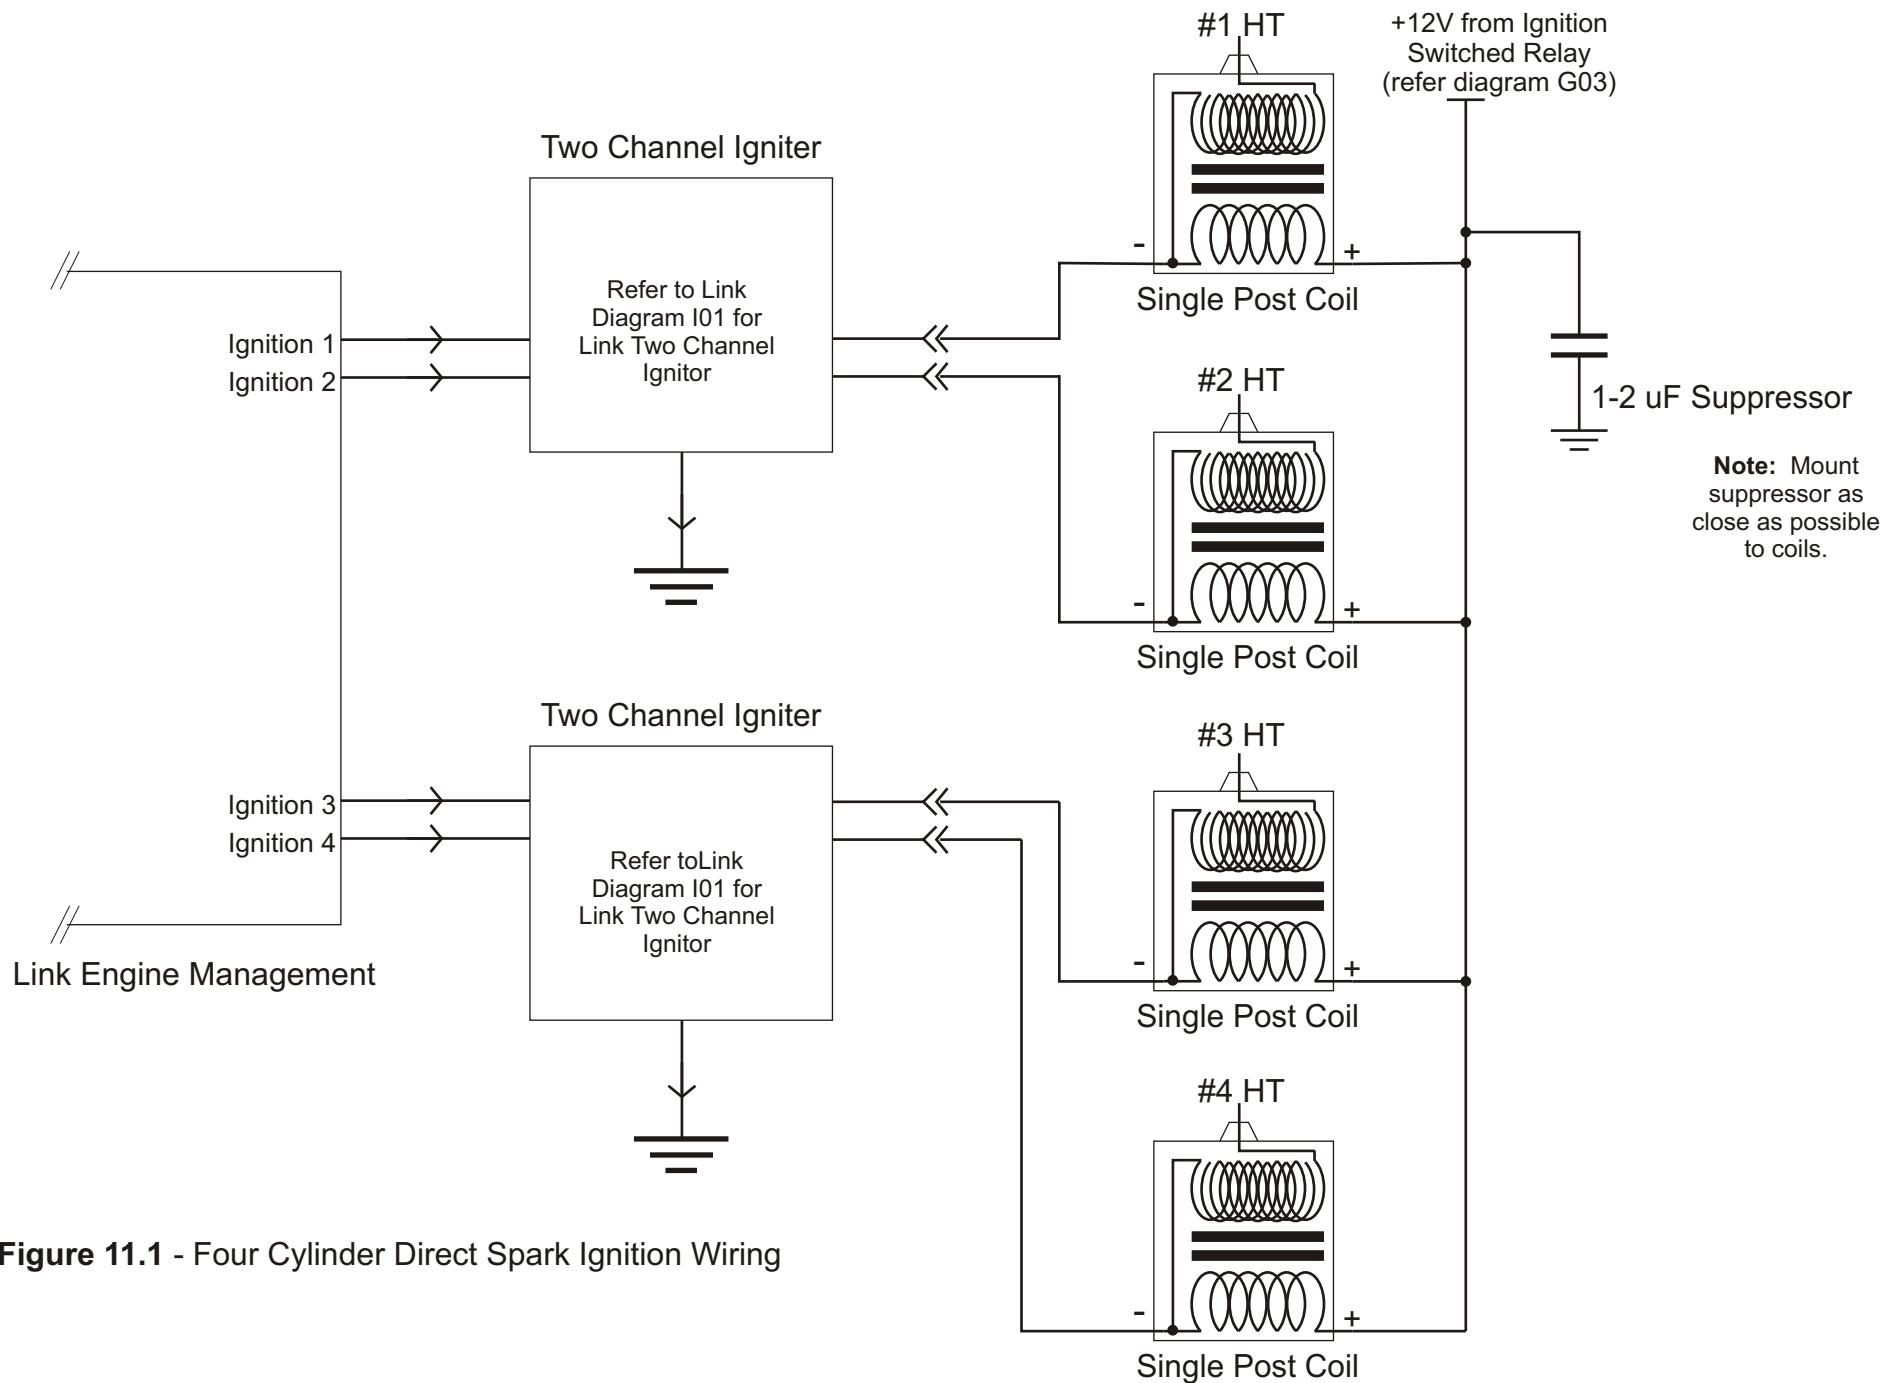 #1 HT
+12V from Ignition
Switched Relay
(refer diagram G03)
Two Channel Igniter
Refer to Link
Diagram I01 for
Link Two Channel
Ignitor
-
+
Single Post Coil
Ignition 1
Ignition 2
#2 HT
1-2 uF Suppressor
Note: Mount
suppressor as
close as possible
to coils.
-
+
Single Post Coil
Two Channel Igniter
#3 HT
Ignition 3
Ignition 4
Refer toLink
Diagram I01 for
Link Two Channel
Ignitor
-
+
Single Post Coil
Link Engine Management
#4 HT
-
+
Single Post Coil
Figure 11.1 - Four Cylinder Direct Spark Ignition Wiring